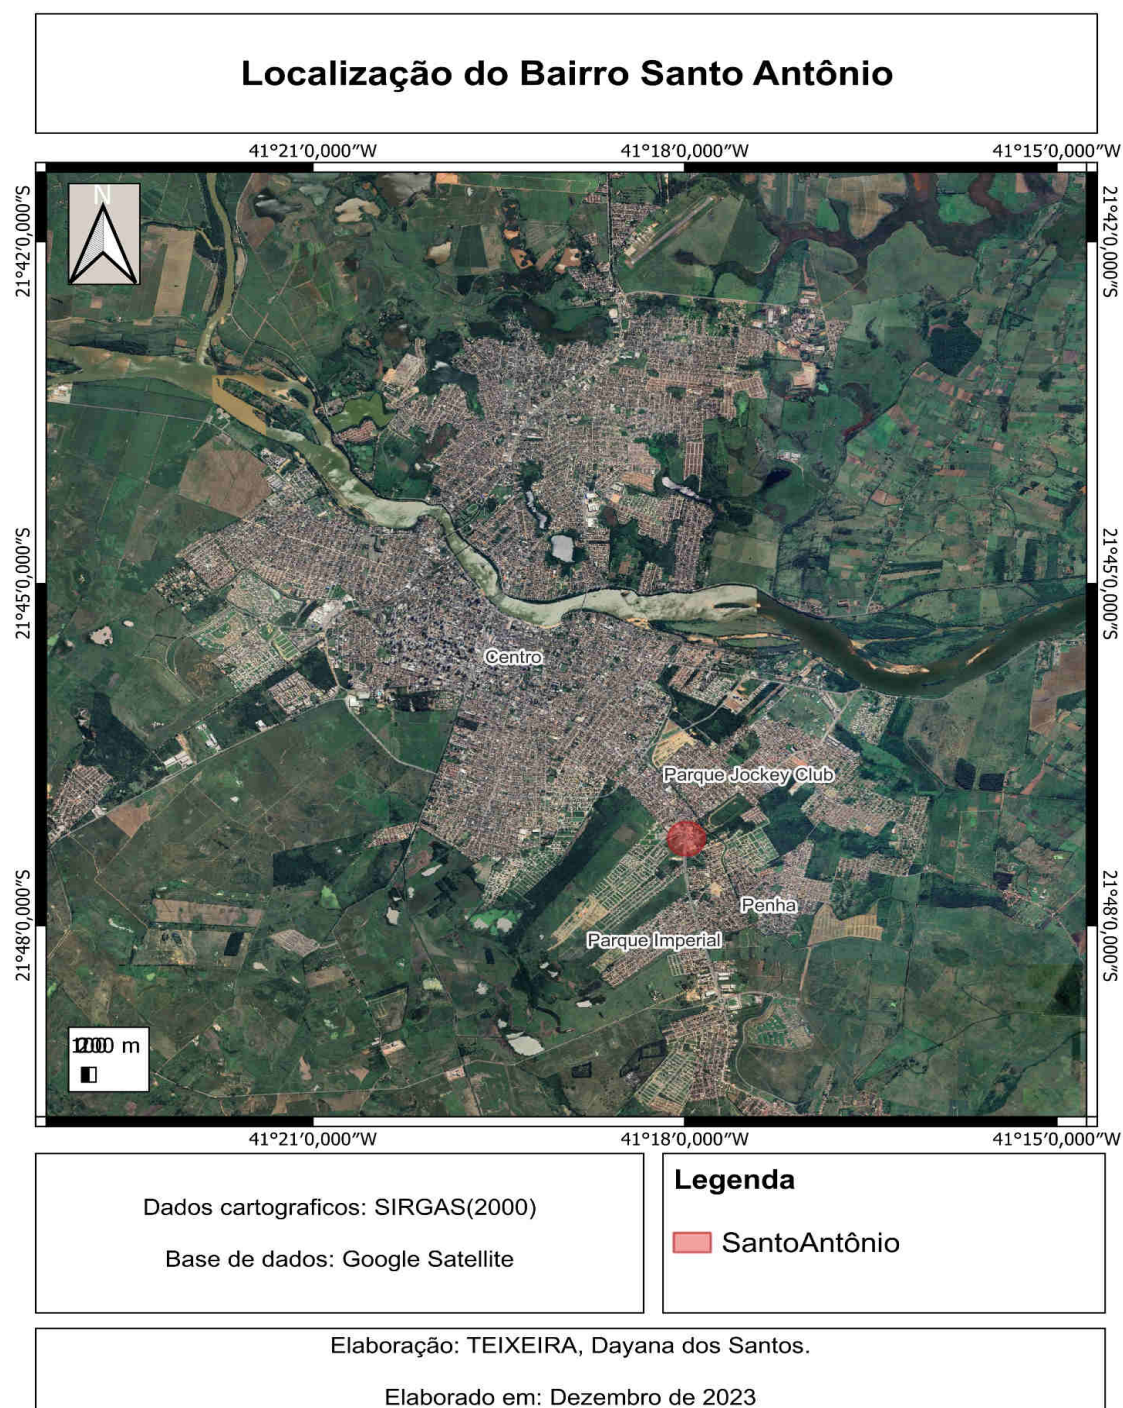 Localização do Bairro Santo Antônio
41°21′0,000″W 41°18′0,000″W 41°15′0,000″W
N
21°42′0,000″S 21°42′0,000″S
21°45′0,000″S 21°45′0,000″S
Centro
Parque Jockey Club
Penha
21°48′0,000″S 21°48′0,000″S
Parque Imperial
200 m
41°21′0,000″W 41°18′0,000″W 41°15′0,000″W
Dados cartograficos: SIRGAS(2000)
Base de dados: Google Satellite
Legenda
SantoAntônio
Elaboração: TEIXEIRA, Dayana dos Santos.
Elaborado em: Dezembro de 2023